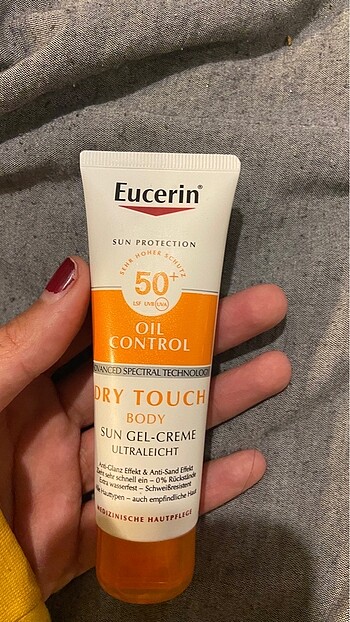 Eucerin®
SUN PROTECTION
SEHR HOHER SCHUTZ
50+
LSF UVB UVA
OIL
CONTROL
ADVANCED SPECTRAL TECHNOLOGY
DRY TOUCH
BODY
SUN GEL-CREME
ULTRALEICHT
Anti-Glanz Effekt & Anti-Sand Effekt
Zieht sehr schnell ein – 0% Rückstände
Extra wasserfest – Schweißresistent
Alle Hauttypen – auch empfindliche Haut
MEDIZINISCHE HAUTPFLEGE